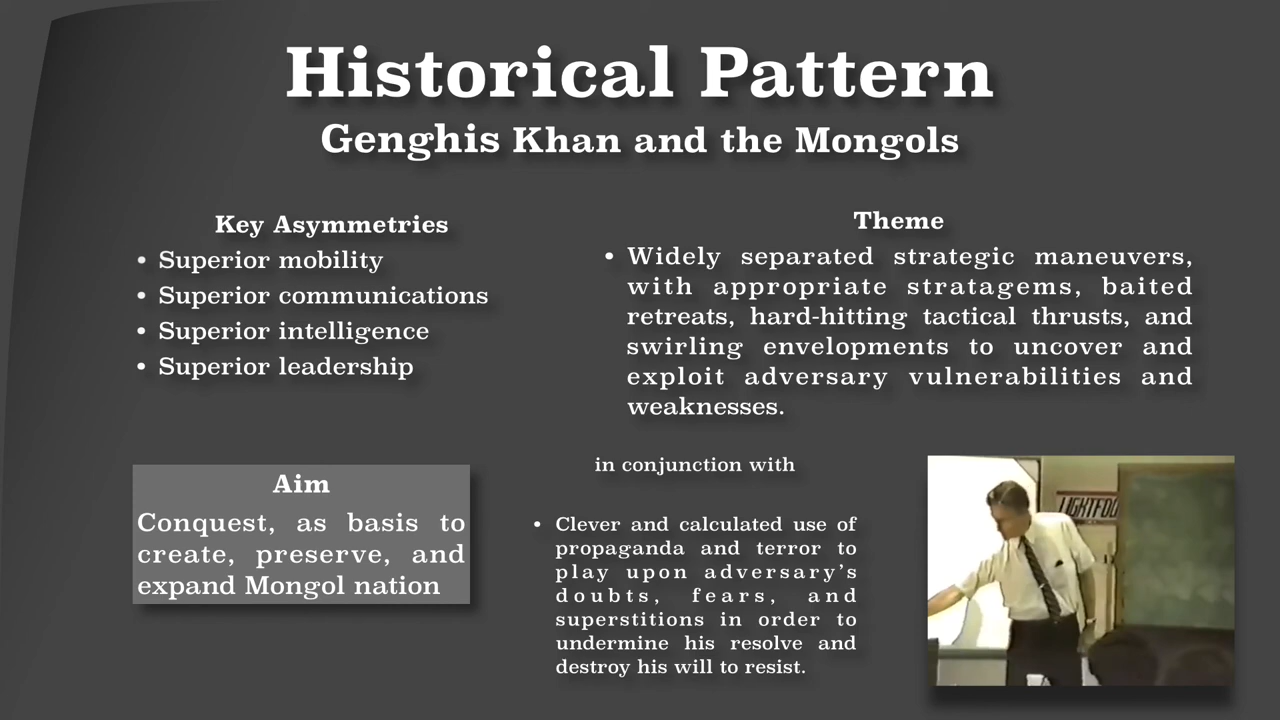 Historical Pattern
Genghis Khan and the Mongols
Key Asymmetries
• Superior mobility
• Superior communications
• Superior intelligence
• Superior leadership
Theme
• Widely separated strategic maneuvers,
with appropriate stratagems, baited
retreats, hard-hitting tactical thrusts, and
swirling envelopments to uncover and
exploit adversary vulnerabilities and
weaknesses.
Aim
Conquest, as basis to
create, preserve, and
expand Mongol nation
in conjunction with
• Clever and calculated use of
propaganda and terror to
play upon adversary's
doubts, fears, and
superstitions in order to
undermine his resolve and
destroy his will to resist.